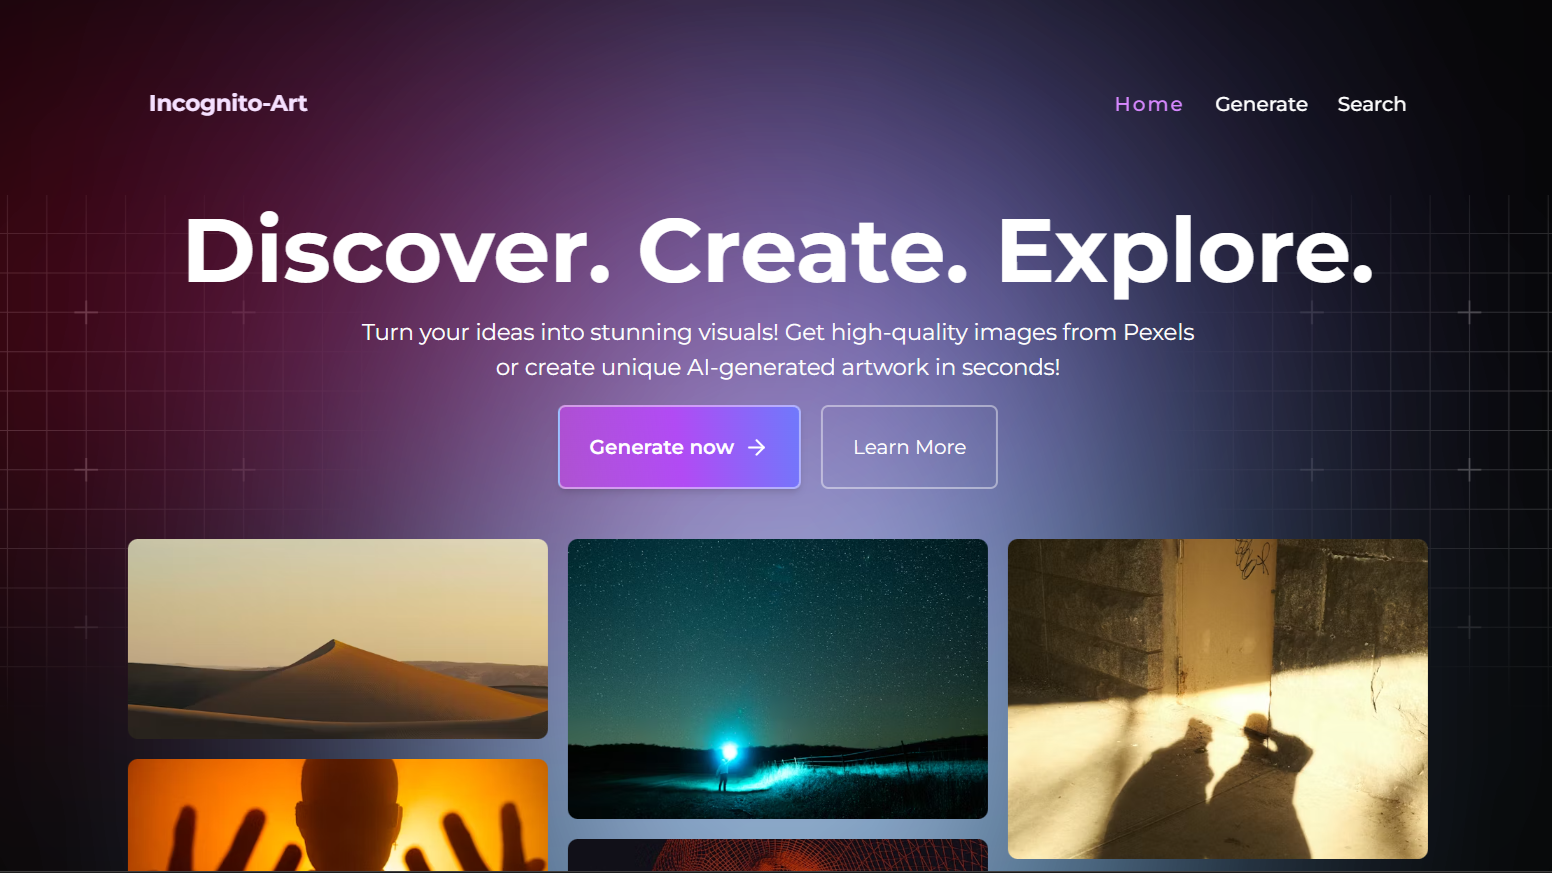 Incognito-Art
Home Generate Search
Discover. Create. Explore.
Turn your ideas into stunning visuals! Get high-quality images from Pexels
or create unique AI-generated artwork in seconds!
Generate now →
Learn More